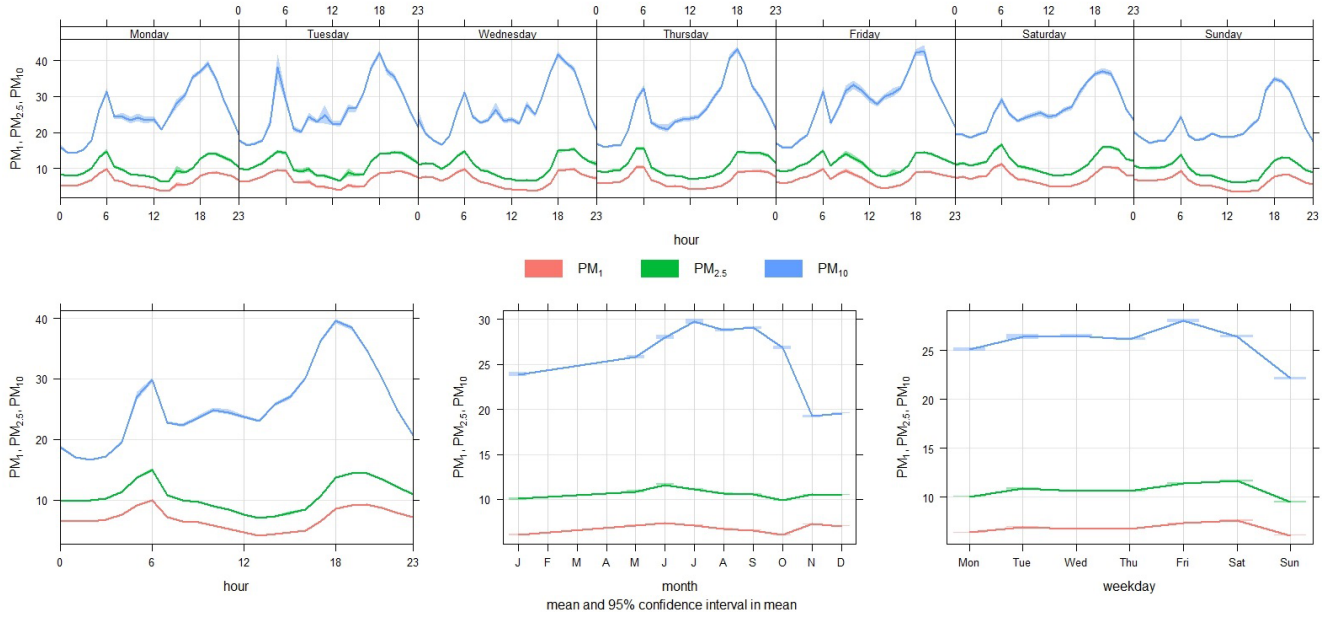 0 6 12 18 23 0 6 12 18 23 0 6 12 18 23
Monday Tuesday Wednesday Thursday Friday Saturday Sunday
40
30
20
10
PM1, PM2.5, PM10
0 6 12 18 23 0 6 12 18 23 0 6 12 18 23 0 6 12 18 23
hour
PM1 PM2.5 PM10
40
30
20
10
PM1, PM2.5, PM10
0 6 12 18 23
hour
30
25
20
15
10
PM1, PM2.5, PM10
J F M A M J J A S O N D
month
25
20
15
10
PM1, PM2.5, PM10
Mon Tue Wed Thu Fri Sat Sun
weekday
mean and 95% confidence interval in mean